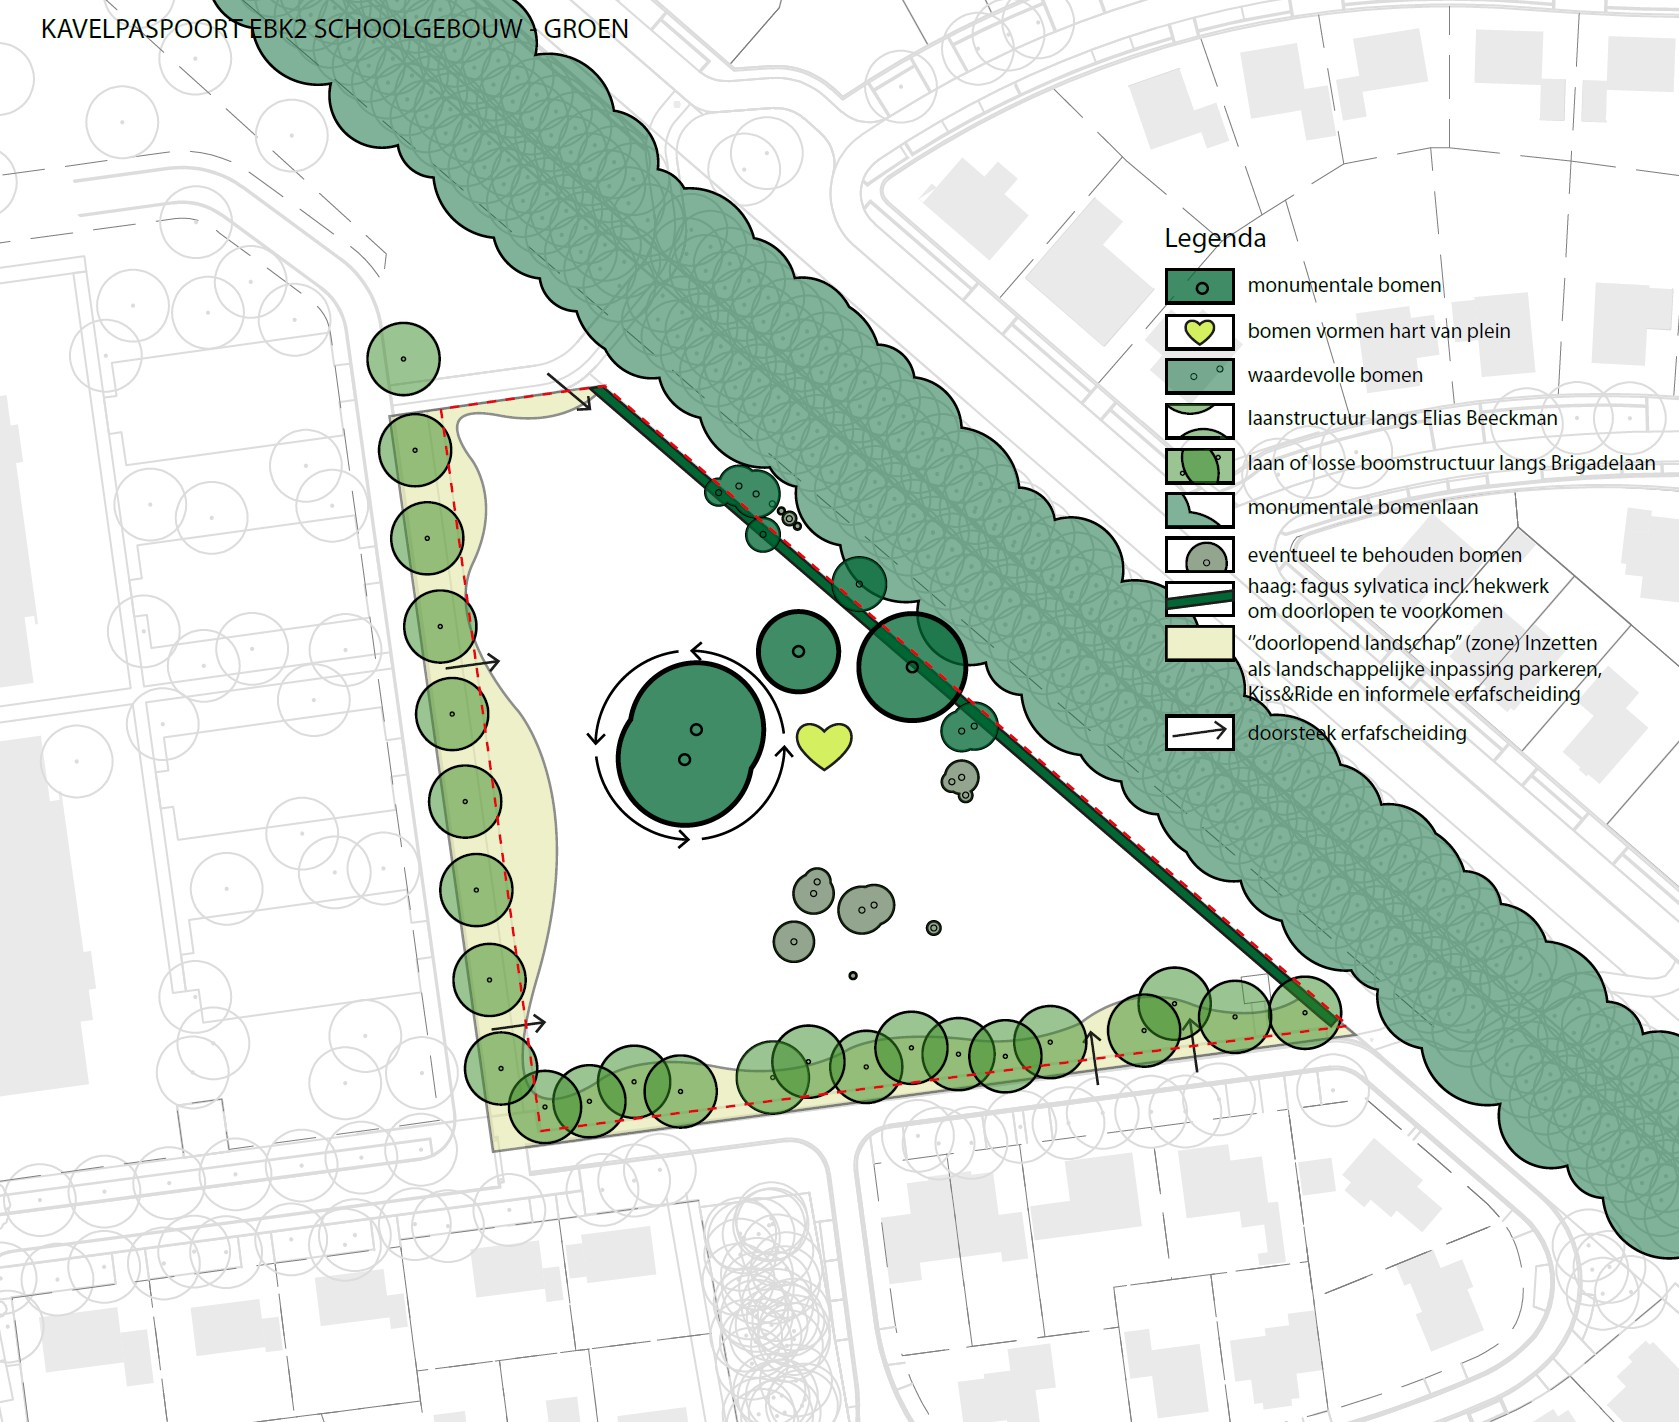 KAVELPASPOORT EBK2 SCHOOLGEBOUW - GROEN
Legenda
monumentale bomen
bomen vormen hart van plein
waardevolle bomen
laanstructuur langs Elias Beeckman
laan of losse boomstructuur langs Brigadelaan
monumentale bomenlaan
eventueel te behouden bomen
haag: fagus sylvatica incl. hekwerk
om doorlopen te voorkomen
‘’doorlopend landschap’’ (zone) Inzetten
als landschappelijke inpassing parkeren,
Kiss&Ride en informele erfafscheiding
doorsteek erfafscheiding